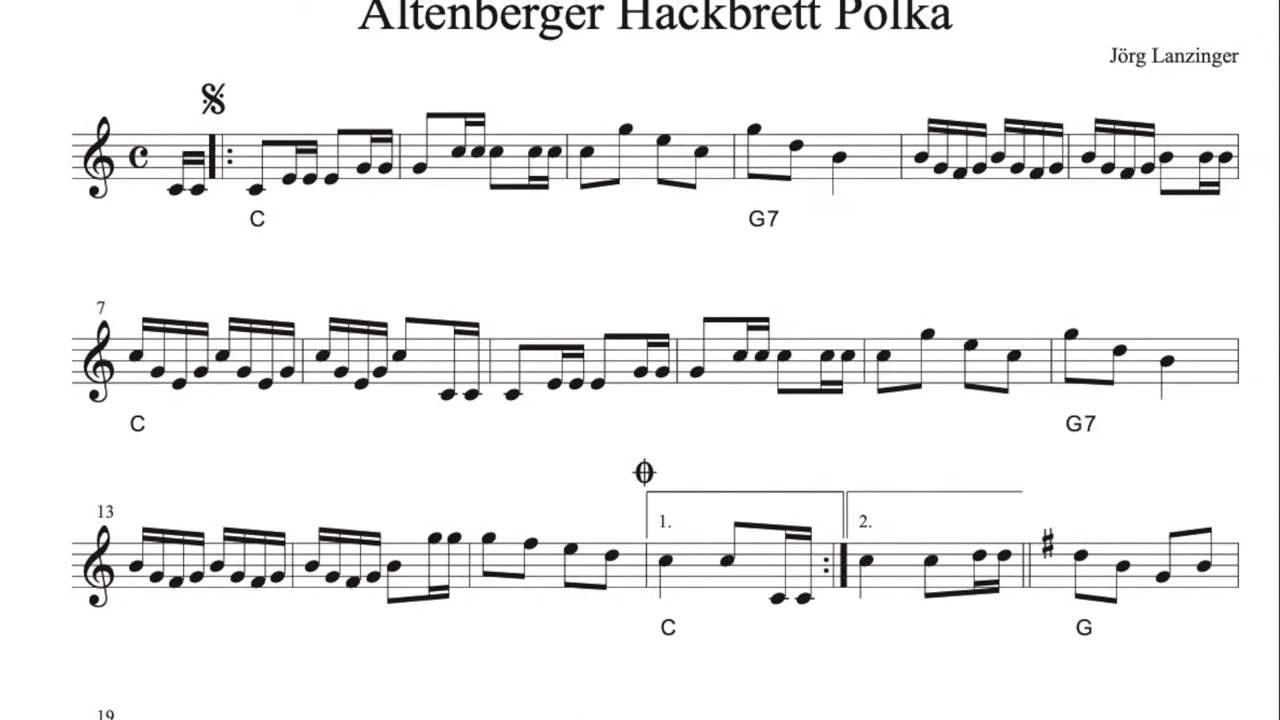 Altenberger Hackbrett Polka
Jörg Lanzinger
C G7
7
C G7
13
1. 2.
C G
19